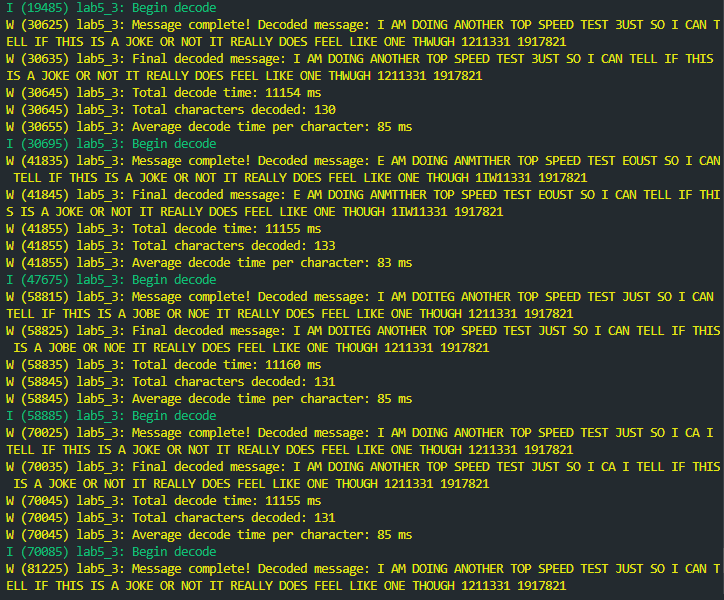 I (19485) lab5_3: Begin decode
W (30625) lab5_3: Message complete! Decoded message: I AM DOING ANOTHER TOP SPEED TEST 3UST SO I CAN T
ELL IF THIS IS A JOKE OR NOT IT REALLY DOES FEEL LIKE ONE THWUGH 1211331 1917821
W (30635) lab5_3: Final decoded message: I AM DOING ANOTHER TOP SPEED TEST 3UST SO I CAN TELL IF THIS
IS A JOKE OR NOT IT REALLY DOES FEEL LIKE ONE THWUGH 1211331 1917821
W (30645) lab5_3: Total decode time: 11154 ms
W (30645) lab5_3: Total characters decoded: 130
W (30655) lab5_3: Average decode time per character: 85 ms
I (30695) lab5_3: Begin decode
W (41835) lab5_3: Message complete! Decoded message: E AM DOING ANMTTHER TOP SPEED TEST EOUST SO I CAN
 TELL IF THIS IS A JOKE OR NOT IT REALLY DOES FEEL LIKE ONE THOUGH 1IW11331 1917821
W (41845) lab5_3: Final decoded message: E AM DOING ANMTTHER TOP SPEED TEST EOUST SO I CAN TELL IF THI
S IS A JOKE OR NOT IT REALLY DOES FEEL LIKE ONE THOUGH 1IW11331 1917821
W (41855) lab5_3: Total decode time: 11155 ms
W (41855) lab5_3: Total characters decoded: 133
W (41855) lab5_3: Average decode time per character: 83 ms
I (47675) lab5_3: Begin decode
W (58815) lab5_3: Message complete! Decoded message: I AM DOITEG ANOTHER TOP SPEED TEST JUST SO I CAN
TELL IF THIS IS A JOBE OR NOE IT REALLY DOES FEEL LIKE ONE THOUGH 1211331 1917821
W (58825) lab5_3: Final decoded message: I AM DOITEG ANOTHER TOP SPEED TEST JUST SO I CAN TELL IF THIS
 IS A JOBE OR NOE IT REALLY DOES FEEL LIKE ONE THOUGH 1211331 1917821
W (58835) lab5_3: Total decode time: 11160 ms
W (58845) lab5_3: Total characters decoded: 131
W (58845) lab5_3: Average decode time per character: 85 ms
I (58885) lab5_3: Begin decode
W (70025) lab5_3: Message complete! Decoded message: I AM DOING ANOTHER TOP SPEED TEST JUST SO I CA I
TELL IF THIS IS A JOKE OR NOT IT REALLY DOES FEEL LIKE ONE THOUGH 1211331 1917821
W (70035) lab5_3: Final decoded message: I AM DOING ANOTHER TOP SPEED TEST JUST SO I CA I TELL IF THIS
 IS A JOKE OR NOT IT REALLY DOES FEEL LIKE ONE THOUGH 1211331 1917821
W (70045) lab5_3: Total decode time: 11155 ms
W (70045) lab5_3: Total characters decoded: 131
W (70045) lab5_3: Average decode time per character: 85 ms
I (70085) lab5_3: Begin decode
W (81225) lab5_3: Message complete! Decoded message: I AM DOING ANOTHER TOP SPEED TEST JUST SO I CAN T
ELL IF THIS IS A JOKE OR NOT IT REALLY DOES FEEL LIKE ONE THOUGH 1211331 1917821